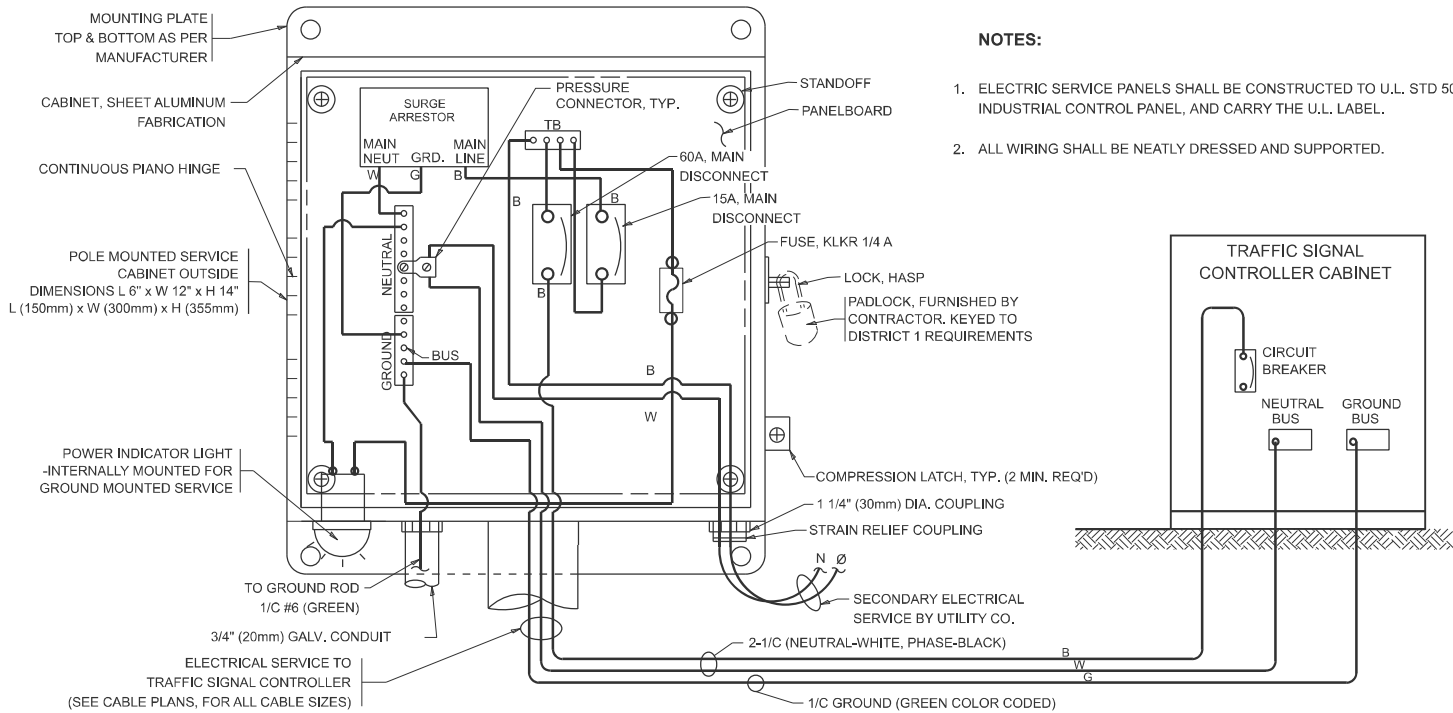 MOUNTING PLATE
TOP & BOTTOM AS PER
MANUFACTURER
CABINET, SHEET ALUMINUM
FABRICATION
CONTINUOUS PIANO HINGE
POLE MOUNTED SERVICE
CABINET OUTSIDE
DIMENSIONS L 6" x W 12" x H 14"
L (150mm) x W (300mm) x H (355mm)
POWER INDICATOR LIGHT
-INTERNALLY MOUNTED FOR
GROUND MOUNTED SERVICE
TO GROUND ROD
1/C #6 (GREEN)
3/4" (20mm) GALV. CONDUIT
ELECTRICAL SERVICE TO
TRAFFIC SIGNAL CONTROLLER
(SEE CABLE PLANS, FOR ALL CABLE SIZES)
SURGE
ARRESTOR
MAIN
NEUT
GRD.
MAIN
LINE
W
G
B
PRESSURE
CONNECTOR, TYP.
TB
NEUTRAL
GROUND
BUS
B
B
B
B
W
STANDOFF
PANELBOARD
60A, MAIN
DISCONNECT
15A, MAIN
DISCONNECT
FUSE, KLKR 1/4 A
LOCK, HASP
PADLOCK, FURNISHED BY
CONTRACTOR. KEYED TO
DISTRICT 1 REQUIREMENTS
COMPRESSION LATCH, TYP. (2 MIN. REQ'D)
1 1/4" (30mm) DIA. COUPLING
STRAIN RELIEF COUPLING
N Ø
SECONDARY ELECTRICAL
SERVICE BY UTILITY CO.
2-1/C (NEUTRAL-WHITE, PHASE-BLACK)
B
W
G
1/C GROUND (GREEN COLOR CODED)
NOTES:
1. ELECTRIC SERVICE PANELS SHALL BE CONSTRUCTED TO U.L. STD
INDUSTRIAL CONTROL PANEL, AND CARRY THE U.L. LABEL.
2. ALL WIRING SHALL BE NEATLY DRESSED AND SUPPORTED.
TRAFFIC SIGNAL
CONTROLLER CABINET
CIRCUIT
BREAKER
NEUTRAL
BUS
GROUND
BUS